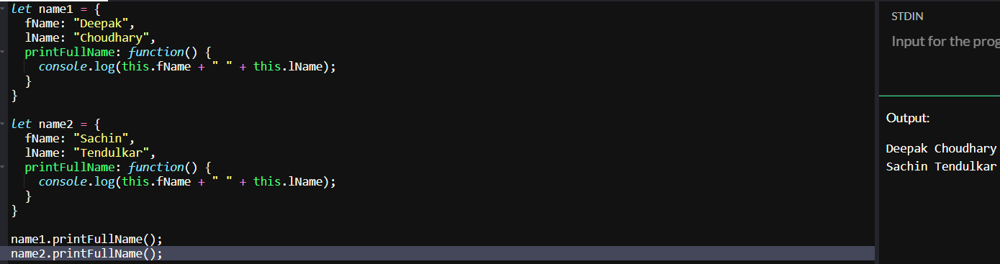 let name1 = {
  fName: "Deepak",
  lName: "Choudhary",
  printFullName: function() {
    console.log(this.fName + " " + this.lName);
  }
}

let name2 = {
  fName: "Sachin",
  lName: "Tendulkar",
  printFullName: function() {
    console.log(this.fName + " " + this.lName);
  }
}

name1.printFullName();
name2.printFullName();
STDIN
Input for the prog
Output:
Deepak Choudhary
Sachin Tendulkar